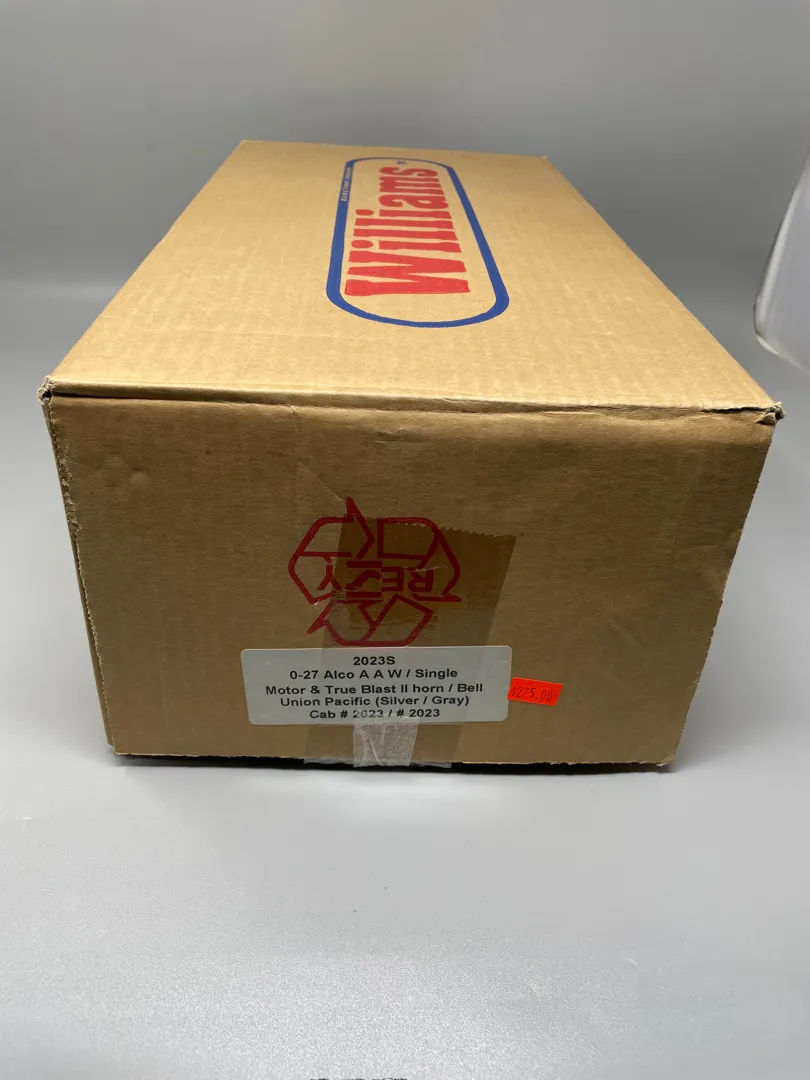 Williams
RECY
2023S
0-27 Alco A A W / Single
Motor & True Blast II horn / Bell
Union Pacific (Silver / Gray)
Cab # 2023 / # 2023
$225.00